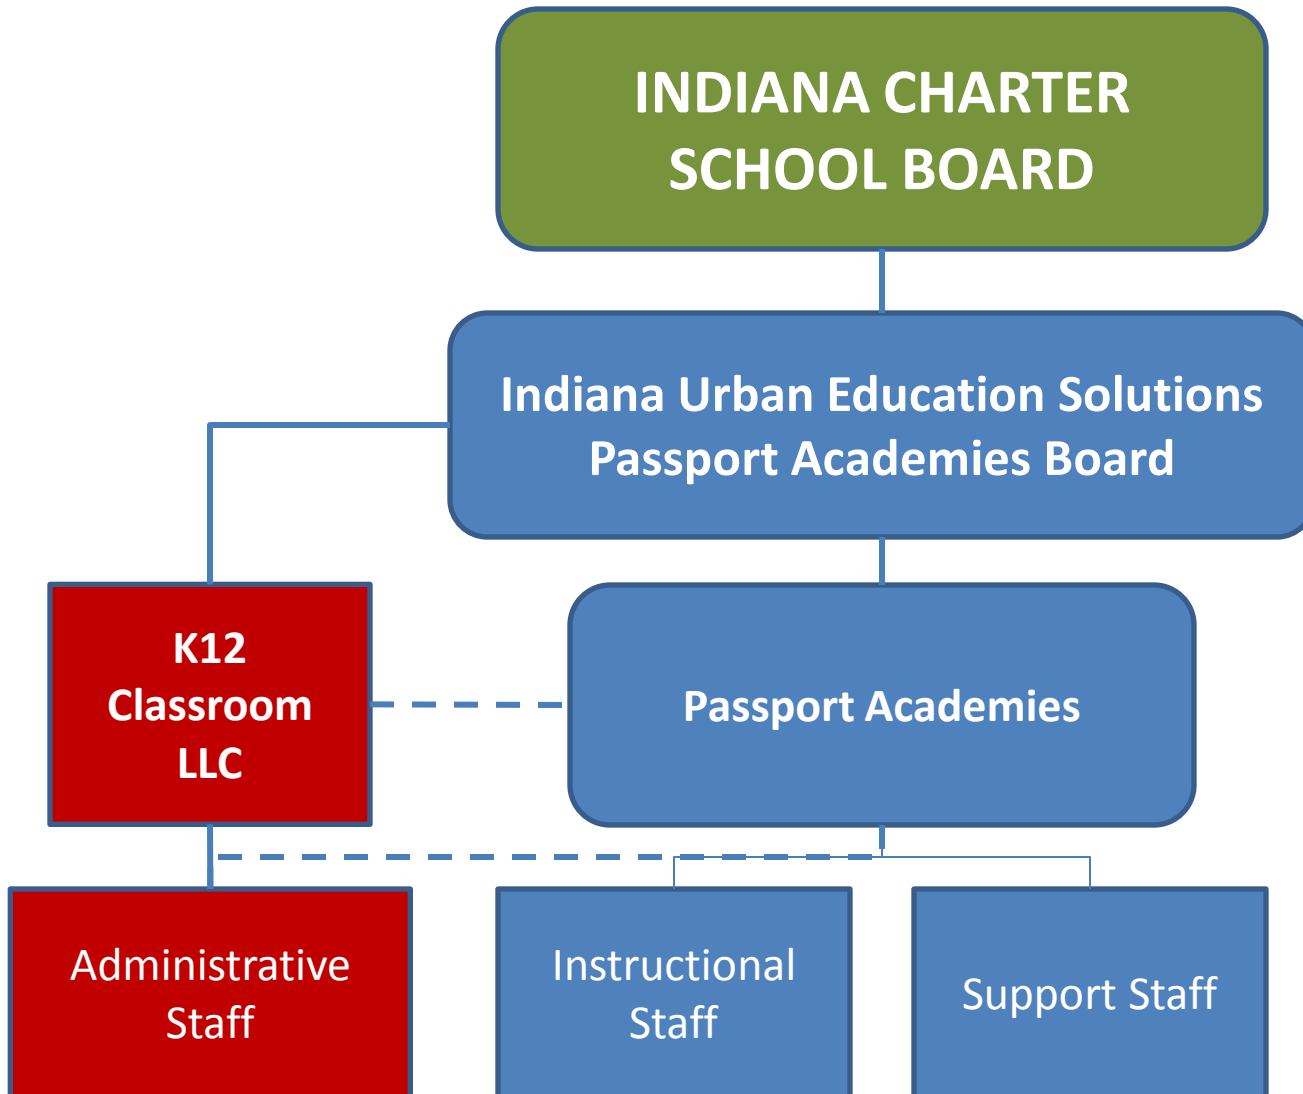 INDIANA CHARTER
SCHOOL BOARD
Indiana Urban Education Solutions
Passport Academies Board
K12
Classroom
LLC
Passport Academies
Administrative
Staff
Instructional
Staff
Support Staff